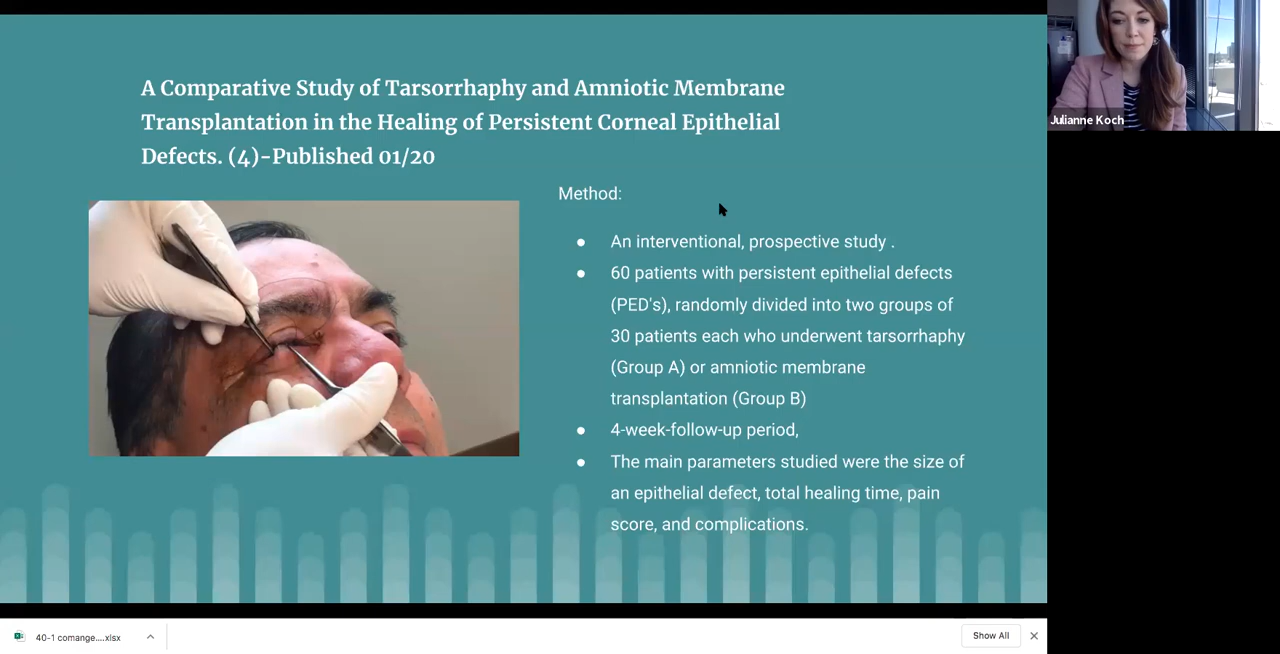 A Comparative Study of Tarsorrhaphy and Amniotic Membrane
Transplantation in the Healing of Persistent Corneal Epithelial
Defects. (4)-Published 01/20
Method:
● An interventional, prospective study .
● 60 patients with persistent epithelial defects
(PED's), randomly divided into two groups of
30 patients each who underwent tarsorrhaphy
(Group A) or amniotic membrane
transplantation (Group B)
● 4-week-follow-up period,
● The main parameters studied were the size of
an epithelial defect, total healing time, pain
score, and complications.
Julianne Koch
40-1 comange....xlsx
Show All